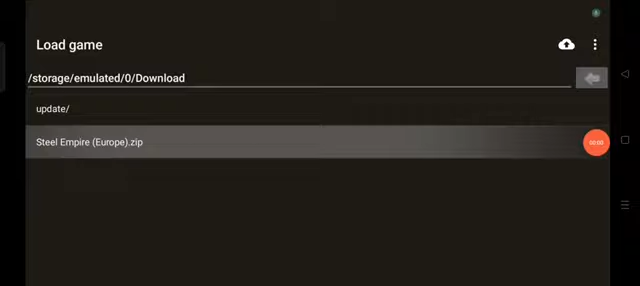 Load game
/storage/emulated/0/Download
update/
Steel Empire (Europe).zip
00:00